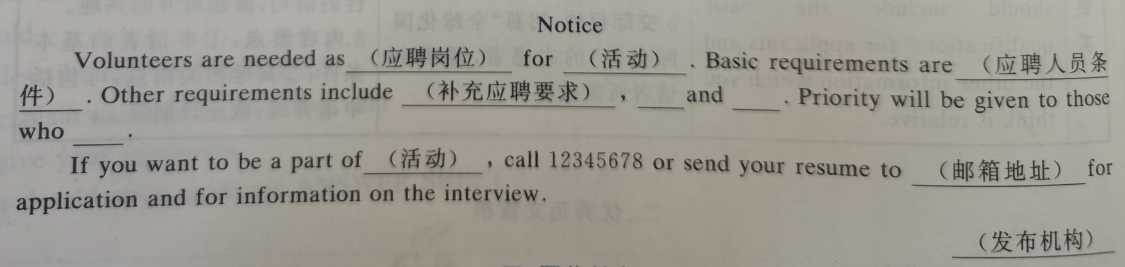 Notice
Volunteers are needed as （应聘岗位） for （活动）. Basic requirements are （应聘人员条
件）. Other requirements include （补充应聘要求）, ____ and ____. Priority will be given to those
who ____.
If you want to be a part of （活动）, call 12345678 or send your resume to （邮箱地址） for
application and for information on the interview.
（发布机构）